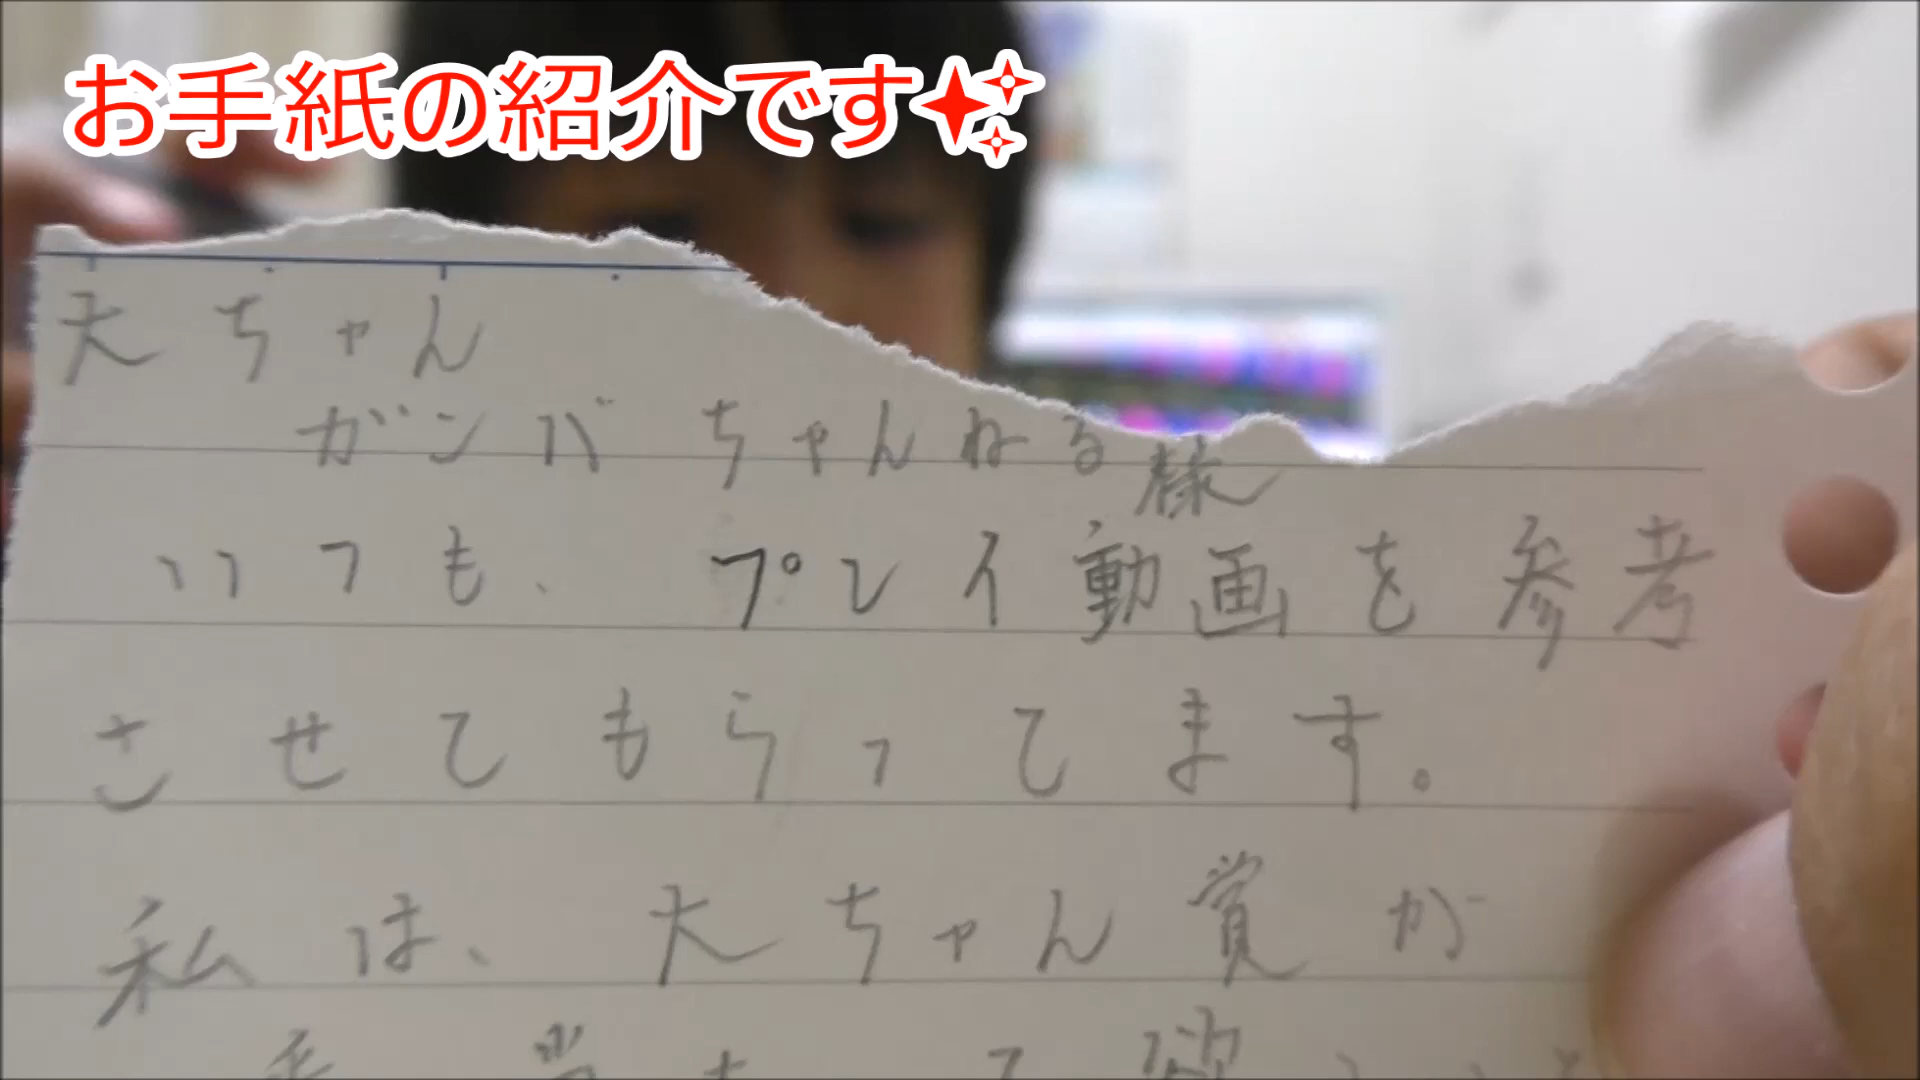 お手紙の紹介です✨
大ちゃん
ガンバちゃんねる様
いつも、プレイ動画を参考
させてもらってます。
私は、大ちゃん賞が